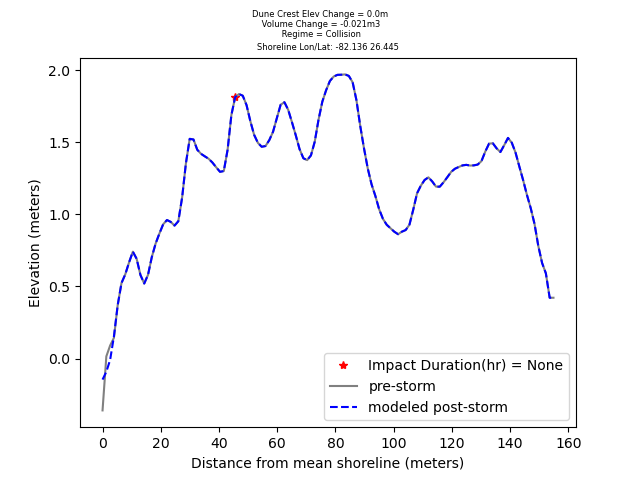 Dune Crest Elev Change = 0.0m
Volume Change = -0.021m3
Regime = Collision
Shoreline Lon/Lat: -82.136 26.445
2.0
1.5
1.0
0.5
0.0
Elevation (meters)
Impact Duration(hr) = None
pre-storm
modeled post-storm
0 20 40 60 80 100 120 140 160
Distance from mean shoreline (meters)